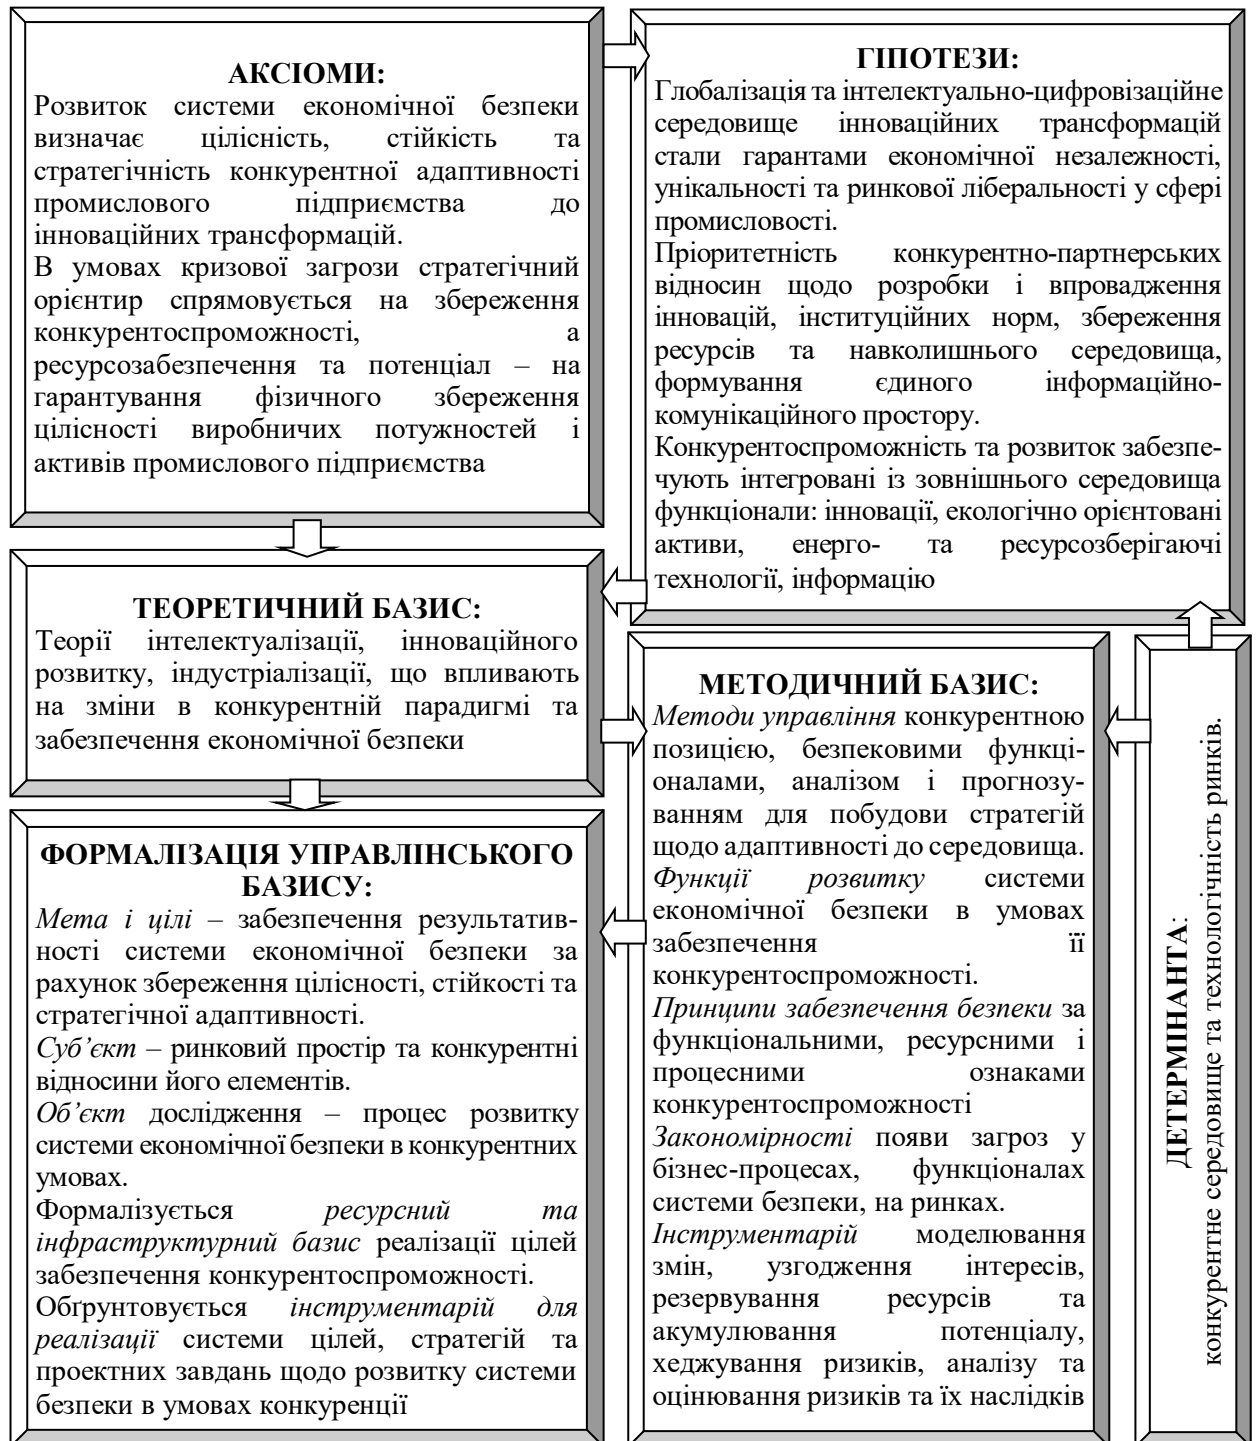 АКСІОМИ:
Розвиток системи економічної безпеки
визначає цілісність, стійкість та
стратегічність конкурентної адаптивності
промислового підприємства до
інноваційних трансформацій.
В умовах кризової загрози стратегічний
орієнтир спрямовується на збереження
конкурентоспроможності, а
ресурсозабезпечення та потенціал – на
гарантування фізичного збереження
цілісності виробничих потужностей і
активів промислового підприємства
ГІПОТЕЗИ:
Глобалізація та інтелектуально-цифровізаційне
середовище інноваційних трансформацій
стали гарантами економічної незалежності,
унікальності та ринкової ліберальності у сфері
промисловості.
Пріоритетність конкурентно-партнерських
відносин щодо розробки і впровадження
інновацій, інституційних норм, збереження
ресурсів та навколишнього середовища,
формування єдиного інформаційно-
комунікаційного простору.
Конкурентоспроможність та розвиток забезпе-
чують інтегровані із зовнішнього середовища
функціонали: інновації, екологічно орієнтовані
активи, енерго- та ресурсозберігаючі
технології, інформацію
ТЕОРЕТИЧНИЙ БАЗИС:
Теорії інтелектуалізації, інноваційного
розвитку, індустріалізації, що впливають
на зміни в конкурентній парадигмі та
забезпечення економічної безпеки
МЕТОДИЧНИЙ БАЗИС:
Методи управління конкурентною
позицією, безпековими функці-
оналами, аналізом і прогнозу-
ванням для побудови стратегій
щодо адаптивності до середовища.
Функції розвитку системи
економічної безпеки в умовах
забезпечення її
конкурентоспроможності.
Принципи забезпечення безпеки за
функціональними, ресурсними і
процесними ознаками
конкурентоспроможності
Закономірності появи загроз у
бізнес-процесах, функціоналах
системи безпеки, на ринках.
Інструментарій моделювання
змін, узгодження інтересів,
резервування ресурсів та
акумулювання потенціалу,
хеджування ризиків, аналізу та
оцінювання ризиків та їх наслідків
ДЕТЕРМІНАНТА:
конкурентне середовище та технологічність ринків.
ФОРМАЛІЗАЦІЯ УПРАВЛІНСЬКОГО
БАЗИСУ:
Мета і цілі – забезпечення результатив-
ності системи економічної безпеки за
рахунок збереження цілісності, стійкості та
стратегічної адаптивності.
Суб’єкт – ринковий простір та конкурентні
відносини його елементів.
Об’єкт дослідження – процес розвитку
системи економічної безпеки в конкурентних
умовах.
Формалізується ресурсний та
інфраструктурний базис реалізації цілей
забезпечення конкурентоспроможності.
Обґрунтовується інструментарій для
реалізації системи цілей, стратегій та
проектних завдань щодо розвитку системи
безпеки в умовах конкуренції